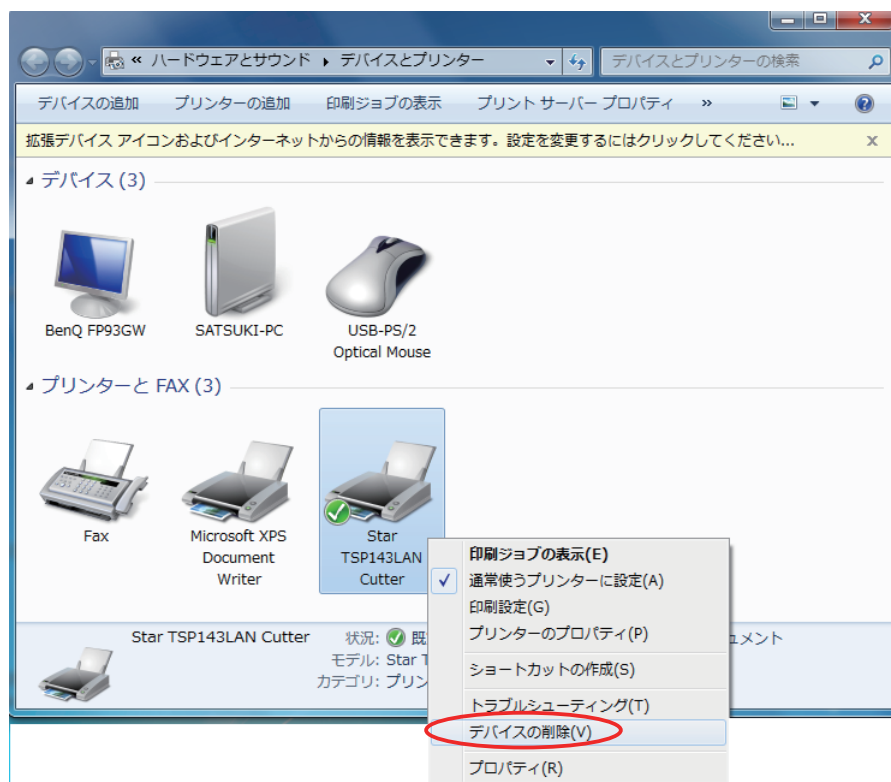 « ハードウェアとサウンド ▸ デバイスとプリンター
デバイスとプリンターの検索
デバイスの追加 プリンターの追加 印刷ジョブの表示 プリント サーバー プロパティ »
拡張デバイス アイコンおよびインターネットからの情報を表示できます。設定を変更するにはクリックしてください...
デバイス (3)
BenQ FP93GW
SATSUKI-PC
USB-PS/2
Optical Mouse
プリンターと FAX (3)
Fax
Microsoft XPS
Document
Writer
Star
TSP143LAN
Cutter
印刷ジョブの表示(E)
通常使うプリンターに設定(A)
印刷設定(G)
プリンターのプロパティ(P)
ショートカットの作成(S)
トラブルシューティング(T)
デバイスの削除(V)
プロパティ(R)
Star TSP143LAN Cutter
状況: 既
モデル: Star T
カテゴリ: プリン
ュメント